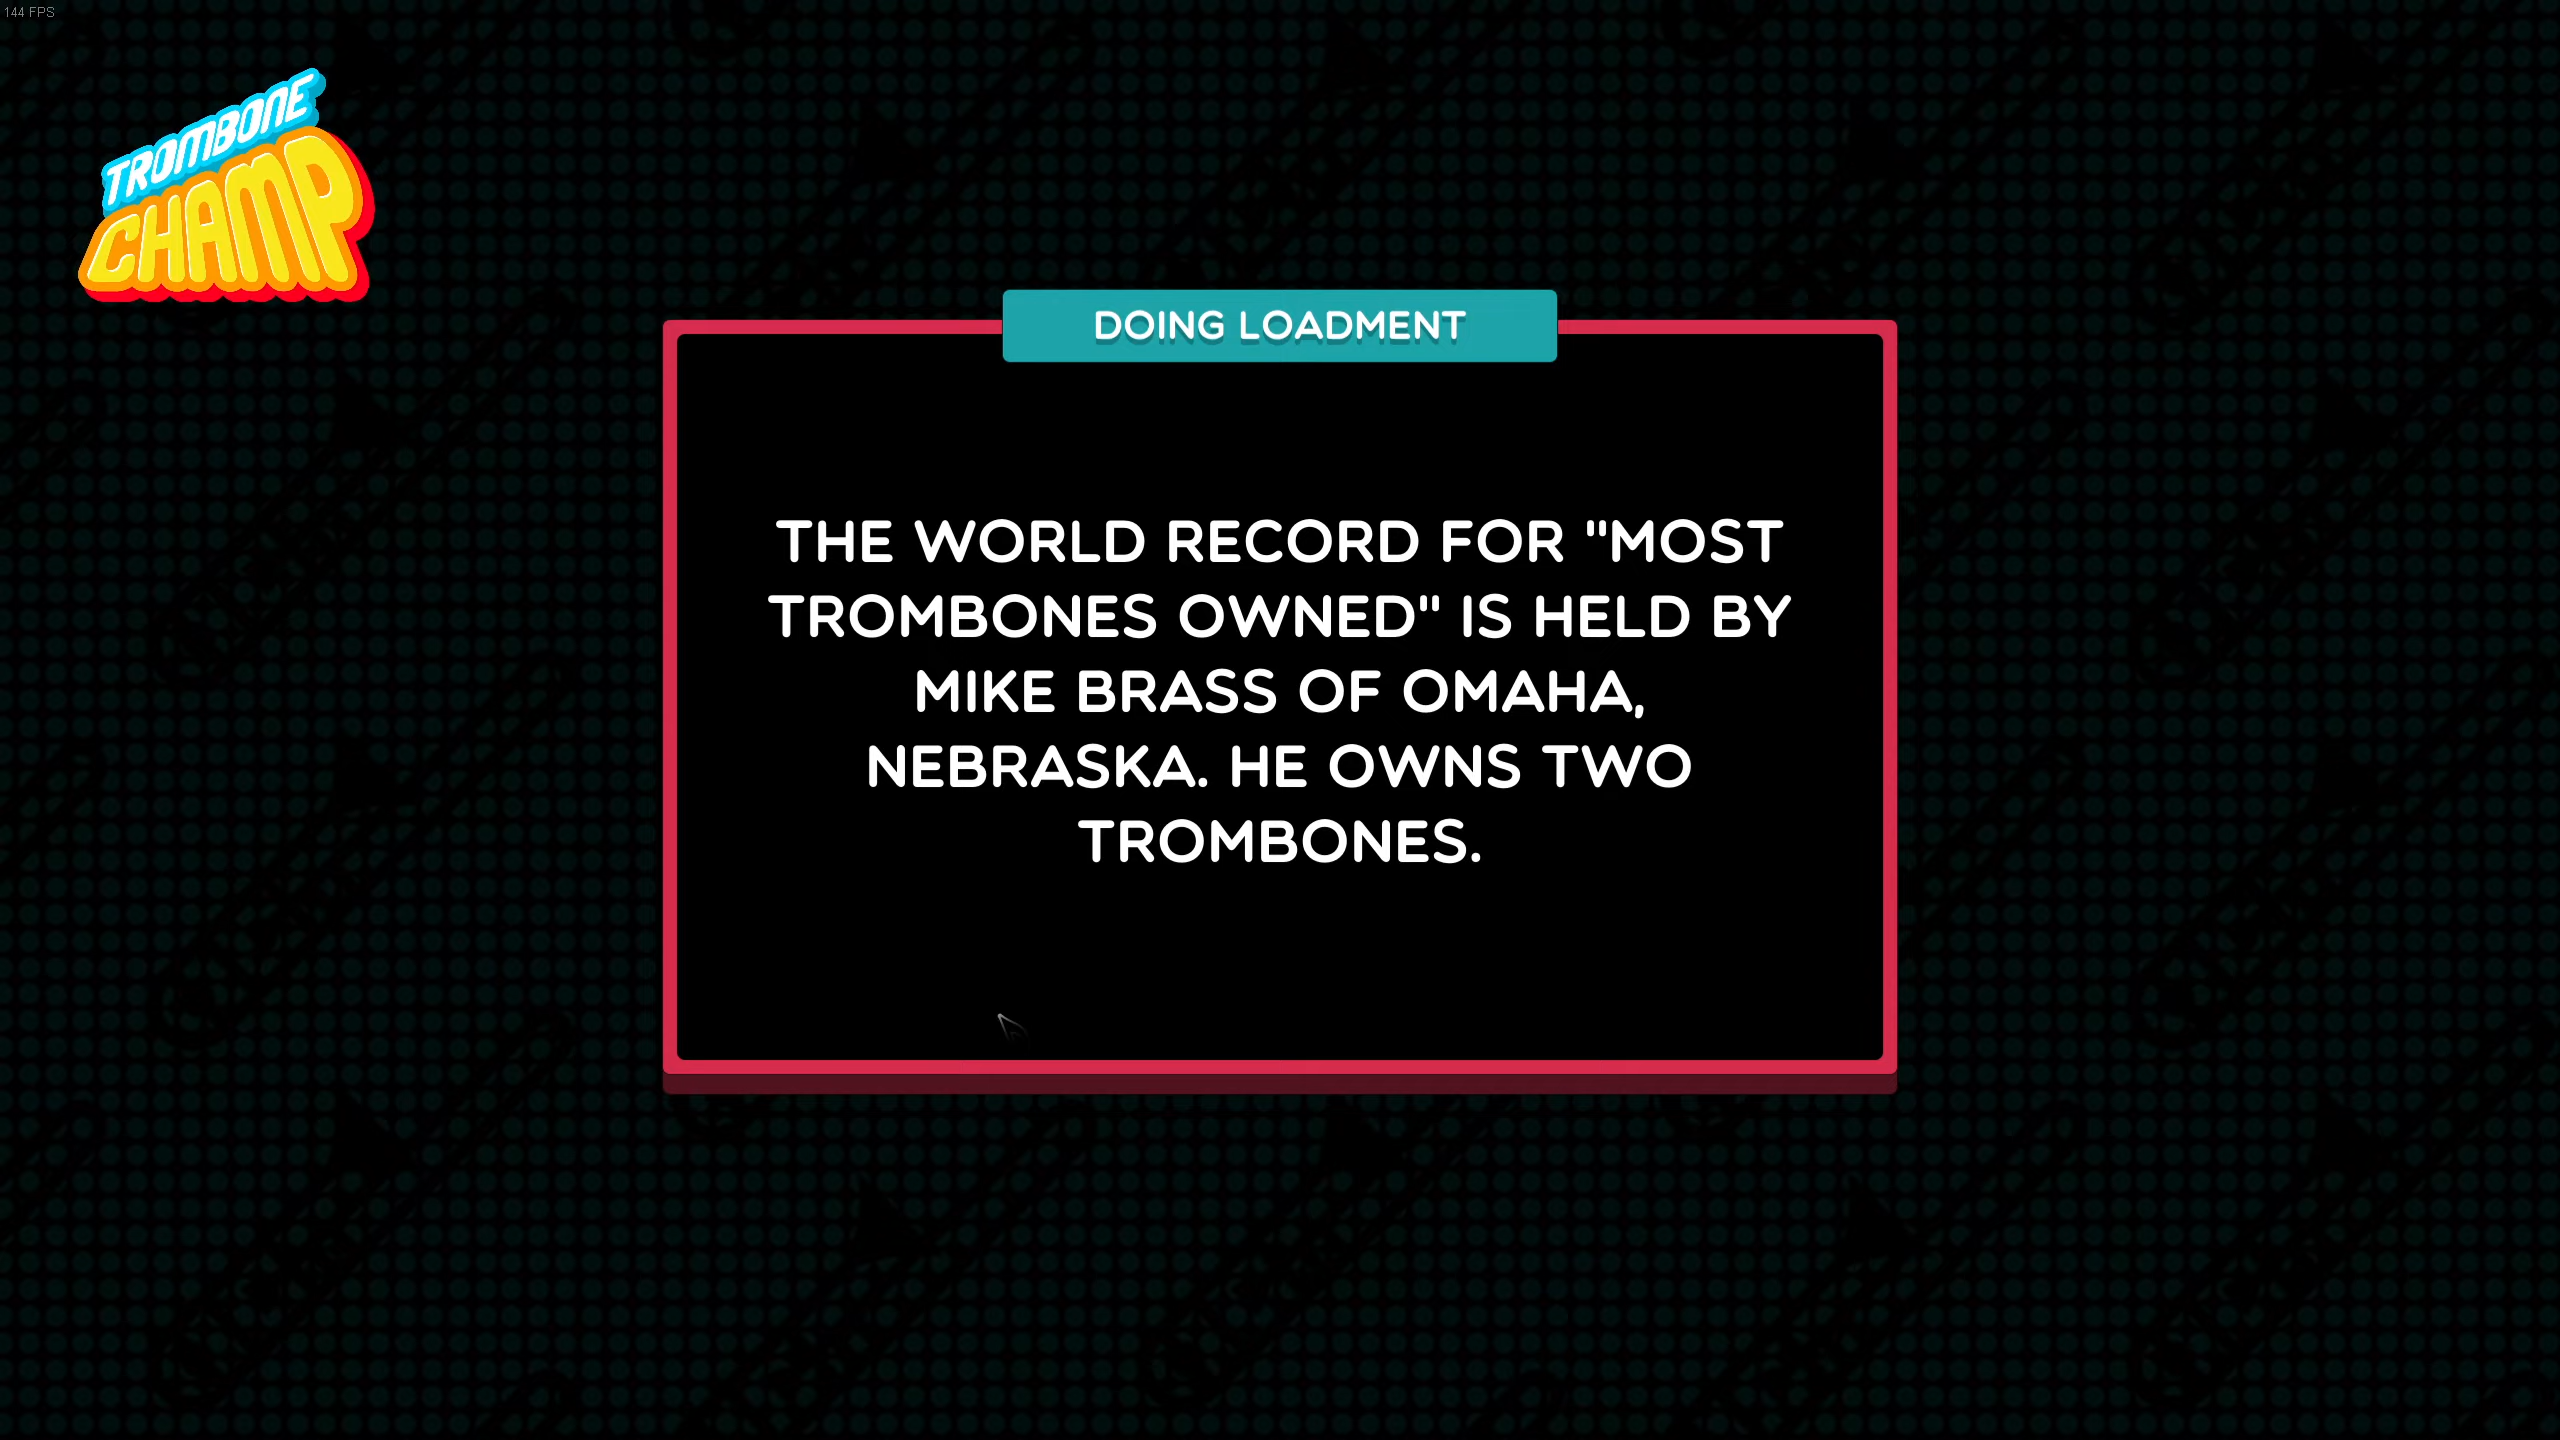 144 FPS
TROMBONE
CHAMP
DOING LOADMENT
THE WORLD RECORD FOR "MOST
TROMBONES OWNED" IS HELD BY
MIKE BRASS OF OMAHA,
NEBRASKA. HE OWNS TWO
TROMBONES.